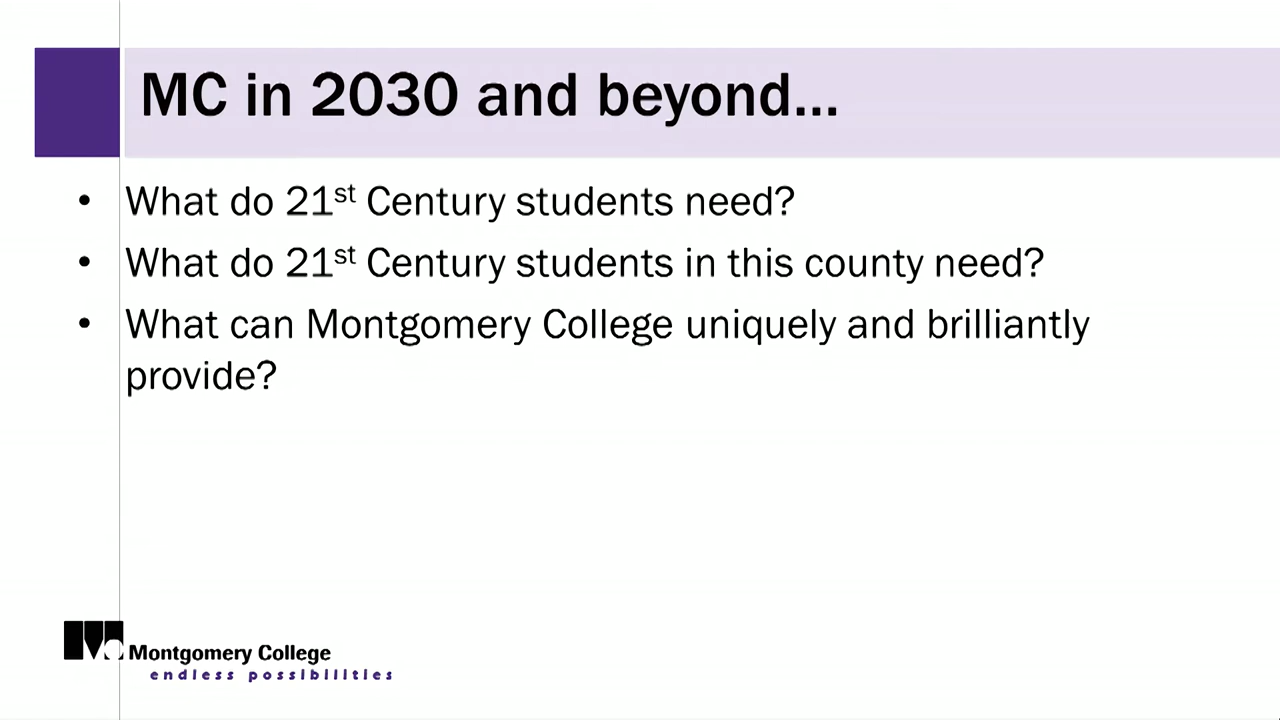 MC in 2030 and beyond...
• What do 21st Century students need?
• What do 21st Century students in this county need?
• What can Montgomery College uniquely and brilliantly
provide?
Montgomery College
endless possibilities